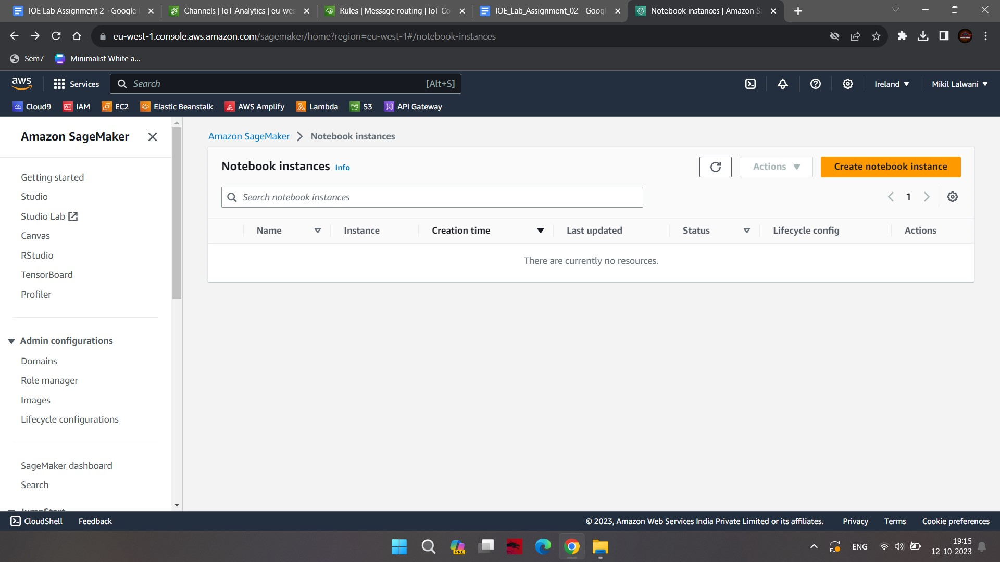 IOE Lab Assignment 2 - Google
Channels | IoT Analytics | eu-wes
Rules | Message routing | IoT Co
IOE_Lab_Assignment_02 - Googl
Notebook instances | Amazon S
eu-west-1.console.aws.amazon.com/sagemaker/home?region=eu-west-1#/notebook-instances
Sem7
Minimalist White a...
aws
Services
Search
[Alt+S]
Ireland
Mikil Lalwani
Cloud9
IAM
EC2
Elastic Beanstalk
AWS Amplify
Lambda
S3
API Gateway
Amazon SageMaker
Getting started
Studio
Studio Lab
Canvas
RStudio
TensorBoard
Profiler
Admin configurations
Domains
Role manager
Images
Lifecycle configurations
SageMaker dashboard
Search
JumpStart
Amazon SageMaker
Notebook instances
Notebook instances Info
Actions
Create notebook instance
Search notebook instances
1
Name
Instance
Creation time
Last updated
Status
Lifecycle config
Actions
There are currently no resources.
CloudShell
Feedback
© 2023, Amazon Web Services India Private Limited or its affiliates.
Privacy
Terms
Cookie preferences
PRE
ENG
19:15
12-10-2023